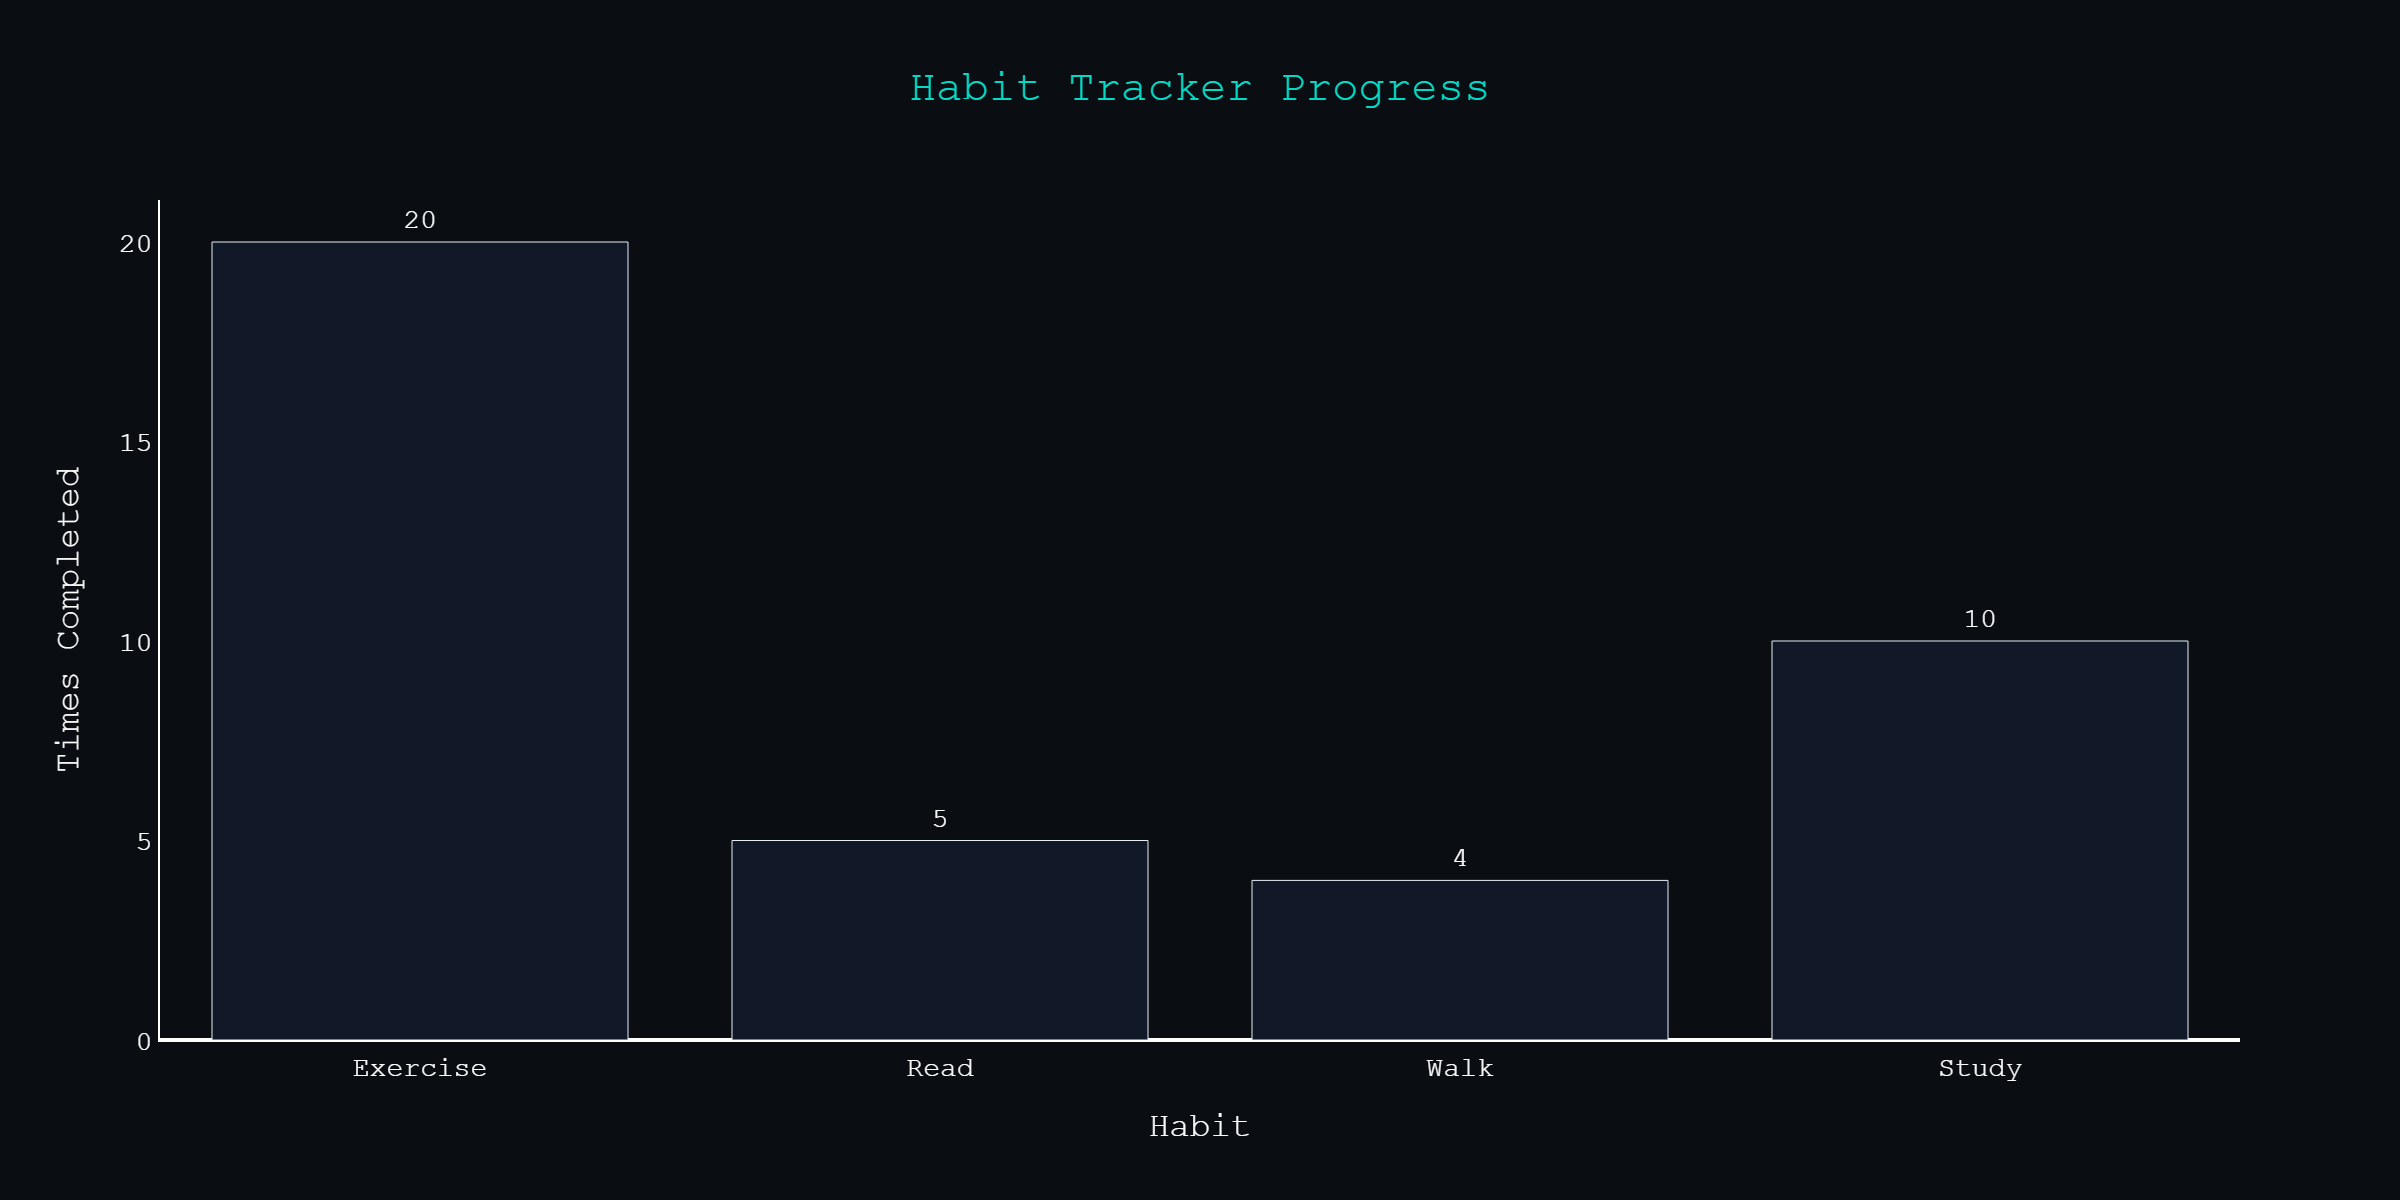 Habit Tracker Progress
Times Completed
20
15
10
5
0
20
5
4
10
Exercise
Read
Walk
Study
Habit